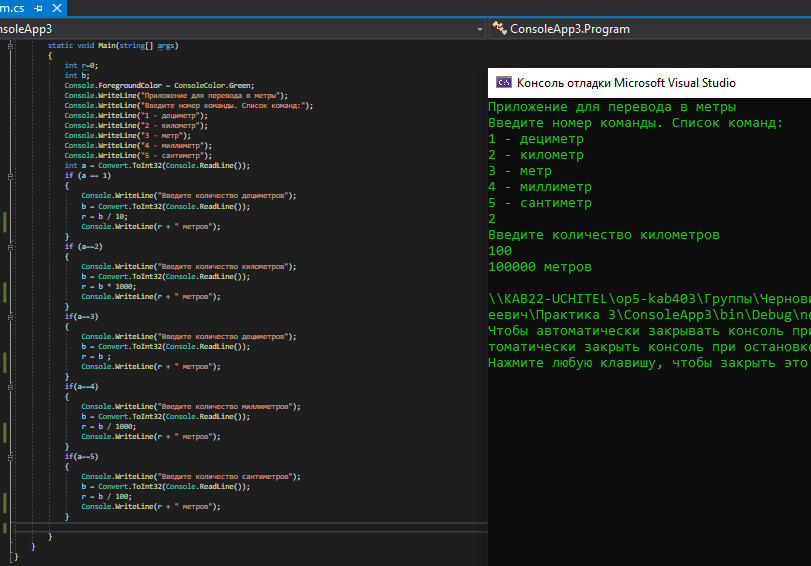 m.cs
nsoleApp3
ConsoleApp3.Program
static void Main(string[] args)
{
int r=0;
int b;
Console.ForegroundColor = ConsoleColor.Green;
Console.WriteLine("Приложение для перевода в метры");
Console.WriteLine("Введите номер команды. Список команд:");
Console.WriteLine("1 - дециметр");
Console.WriteLine("2 - километр");
Console.WriteLine("3 - метр");
Console.WriteLine("4 - миллиметр");
Console.WriteLine("5 - сантиметр");
int a = Convert.ToInt32(Console.ReadLine());
if (a == 1)
{
Console.WriteLine("Введите количество дециметров");
b = Convert.ToInt32(Console.ReadLine());
r = b / 10;
Console.WriteLine(r + " метров");
}
if (a==2)
{
Console.WriteLine("Введите количество километров");
b = Convert.ToInt32(Console.ReadLine());
r = b * 1000;
Console.WriteLine(r + " метров");
}
if(a==3)
{
Console.WriteLine("Введите количество дециметров");
b = Convert.ToInt32(Console.ReadLine());
r = b ;
Console.WriteLine(r + " метров");
}
if(a==4)
{
Console.WriteLine("Введите количество миллиметров");
b = Convert.ToInt32(Console.ReadLine());
r = b / 1000;
Console.WriteLine(r + " метров");
}
if(a==5)
{
Console.WriteLine("Введите количество сантиметров");
b = Convert.ToInt32(Console.ReadLine());
r = b / 100;
Console.WriteLine(r + " метров");
}
}
}
}
Консоль отладки Microsoft Visual Studio
Приложение для перевода в метры
Введите номер команды. Список команд:
1 - дециметр
2 - километр
3 - метр
4 - миллиметр
5 - сантиметр
2
Введите количество километров
100
100000 метров
\\KAB22-UCHITEL\op5-kab403\Группы\Чернови
еевич\Практика 3\ConsoleApp3\bin\Debug\ne
Чтобы автоматически закрывать консоль при
томатически закрыть консоль при остановке
Нажмите любую клавишу, чтобы закрыть это